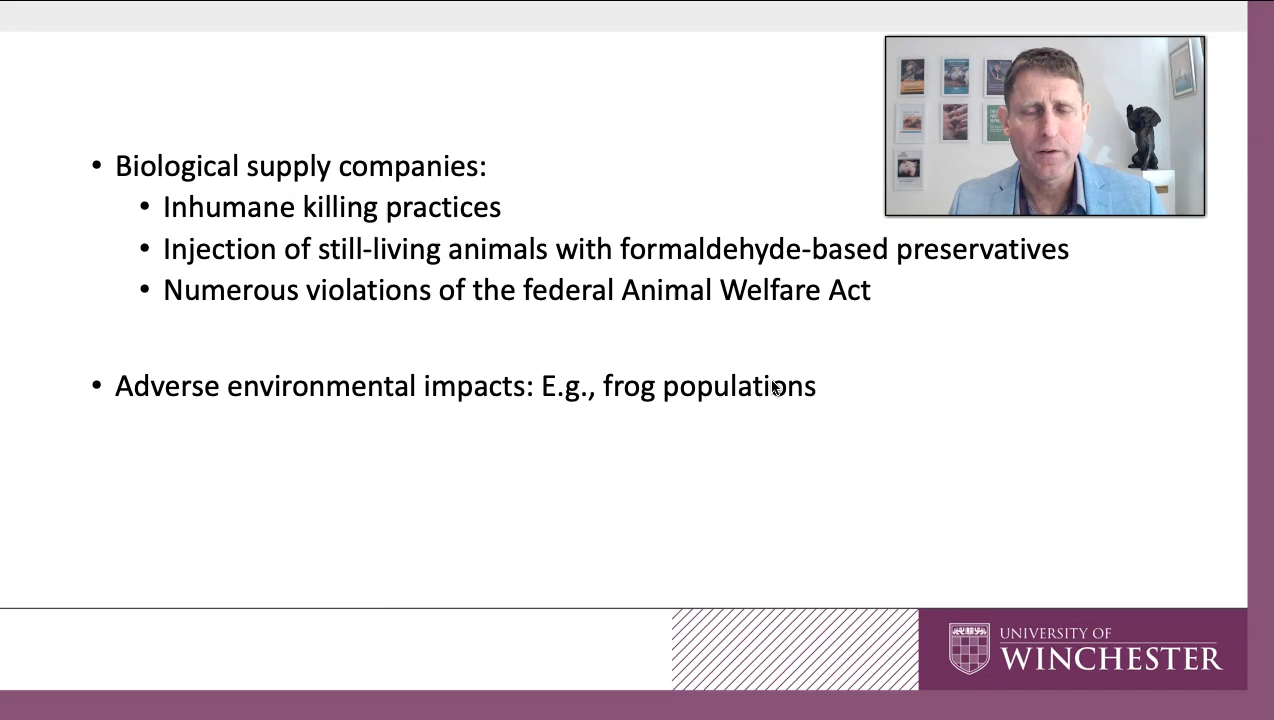 • Biological supply companies:
• Inhumane killing practices
• Injection of still-living animals with formaldehyde-based preservatives
• Numerous violations of the federal Animal Welfare Act
• Adverse environmental impacts: E.g., frog populations
UNIVERSITY OF
WINCHESTER